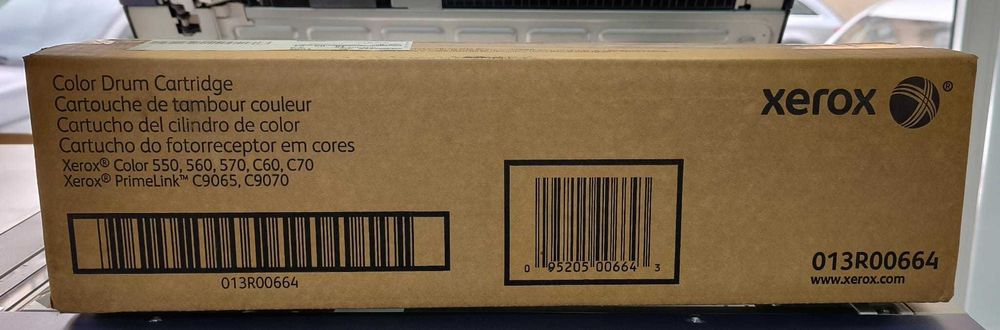 Color Drum Cartridge
Cartouche de tambour couleur
Cartucho del cilindro de color
Cartucho do fotorreceptor em cores
Xerox® Color 550, 560, 570, C60, C70
Xerox® PrimeLink™ C9065, C9070
013R00664
xerox ®
0 95205 00664 3
013R00664
www.xerox.com